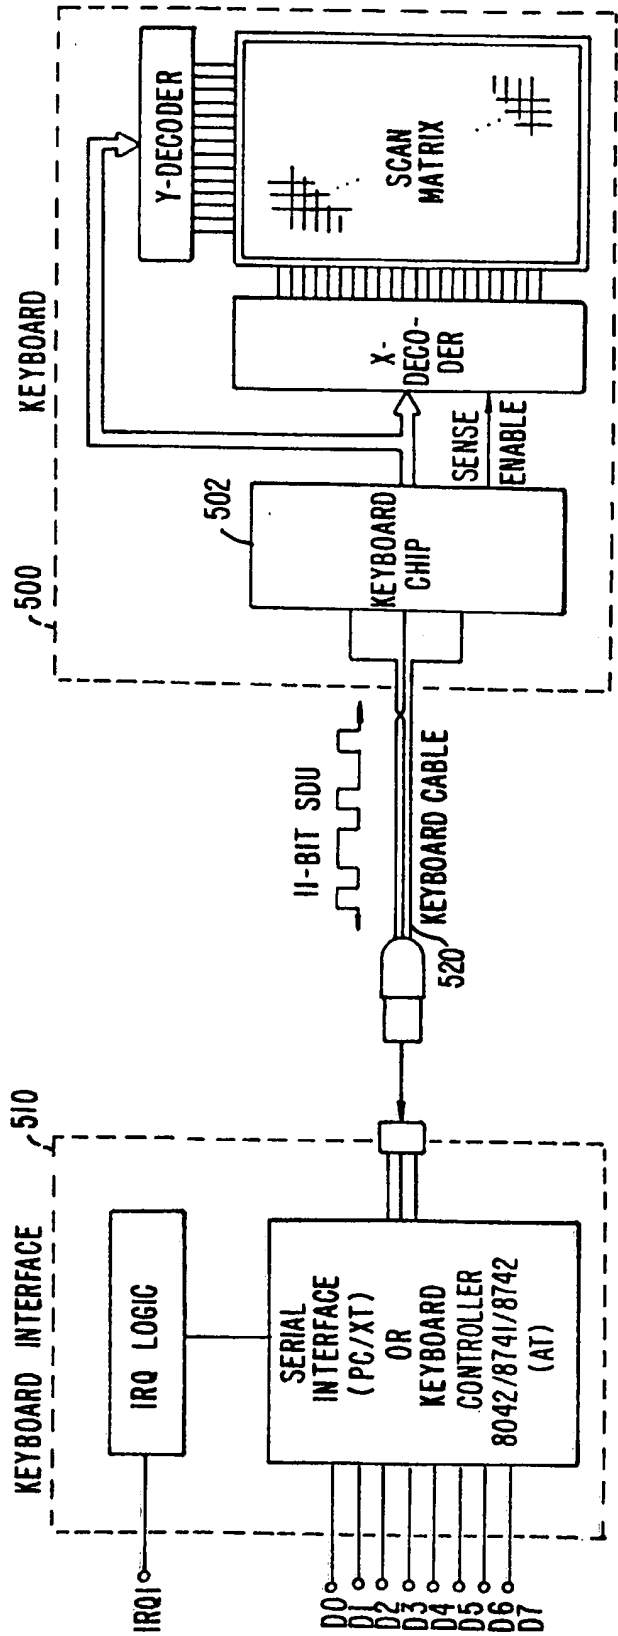 KEYBOARD INTERFACE
510
IRQ1
IRQ LOGIC
SERIAL
INTERFACE
(PC/XT)
OR
KEYBOARD
CONTROLLER
8042/8741/8742
(AT)
D0
D1
D2
D3
D4
D5
D6
D7
11-BIT SDU
KEYBOARD CABLE
520
500
KEYBOARD
502
KEYBOARD
CHIP
SENSE
ENABLE
X-
DECO-
DER
Y-DECODER
SCAN
MATRIX